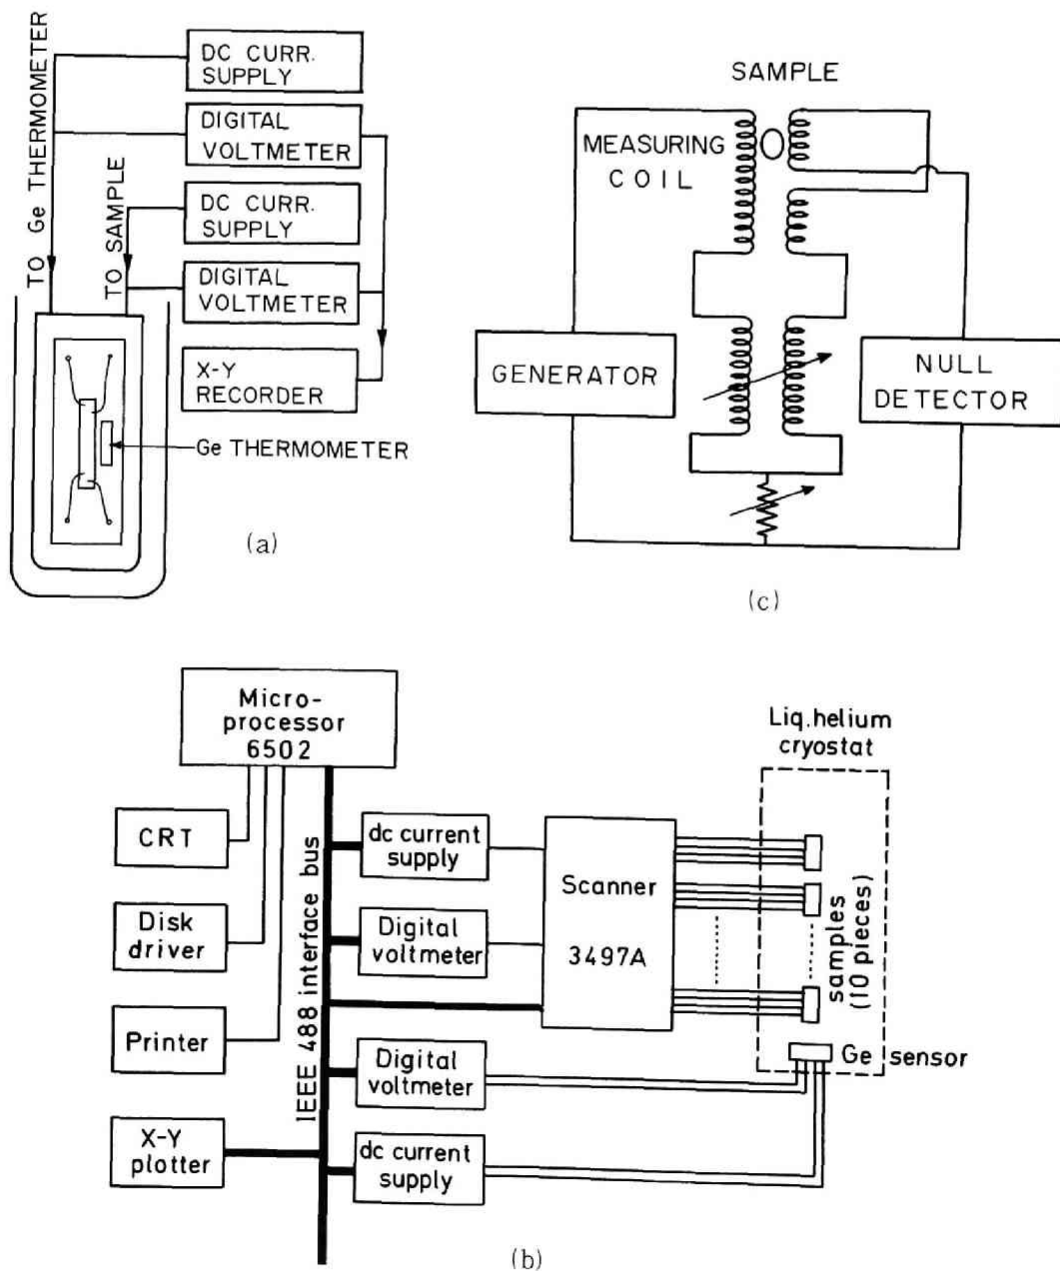 TO Ge THERMOMETER
TO SAMPLE
DC CURR.
SUPPLY
DIGITAL
VOLTMETER
DC CURR.
SUPPLY
DIGITAL
VOLTMETER
X-Y
RECORDER
Ge THERMOMETER
(a)
SAMPLE
MEASURING
COIL
GENERATOR
NULL
DETECTOR
(c)
Micro-
processor
6502
CRT
Disk
driver
Printer
X-Y
plotter
IEEE 488 interface bus
dc current
supply
Digital
voltmeter
Digital
voltmeter
dc current
supply
Scanner
3497A
Liq.helium
cryostat
samples
(10 pieces)
Ge sensor
(b)